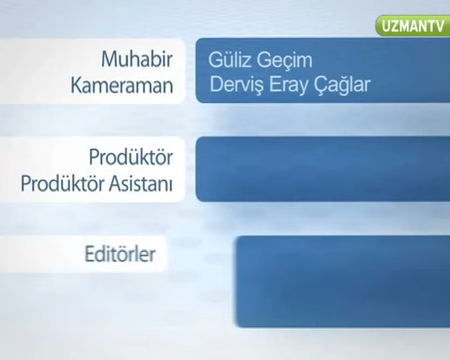 UZMANTV
Muhabir Güliz Geçim
Kameraman Derviş Eray Çağlar
Prodüktör
Prodüktör Asistanı
Editörler